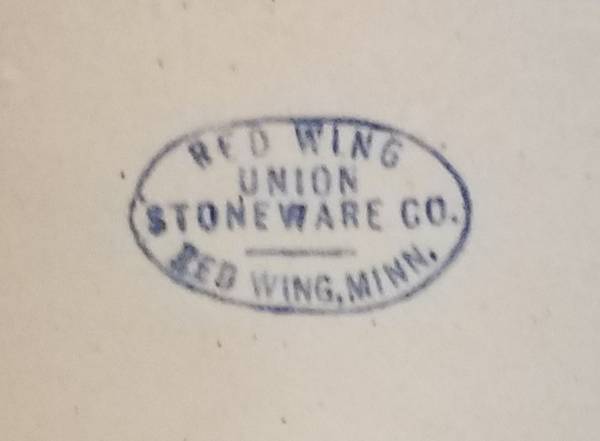 RED WING
UNION
STONEWARE CO.
RED WING, MINN.